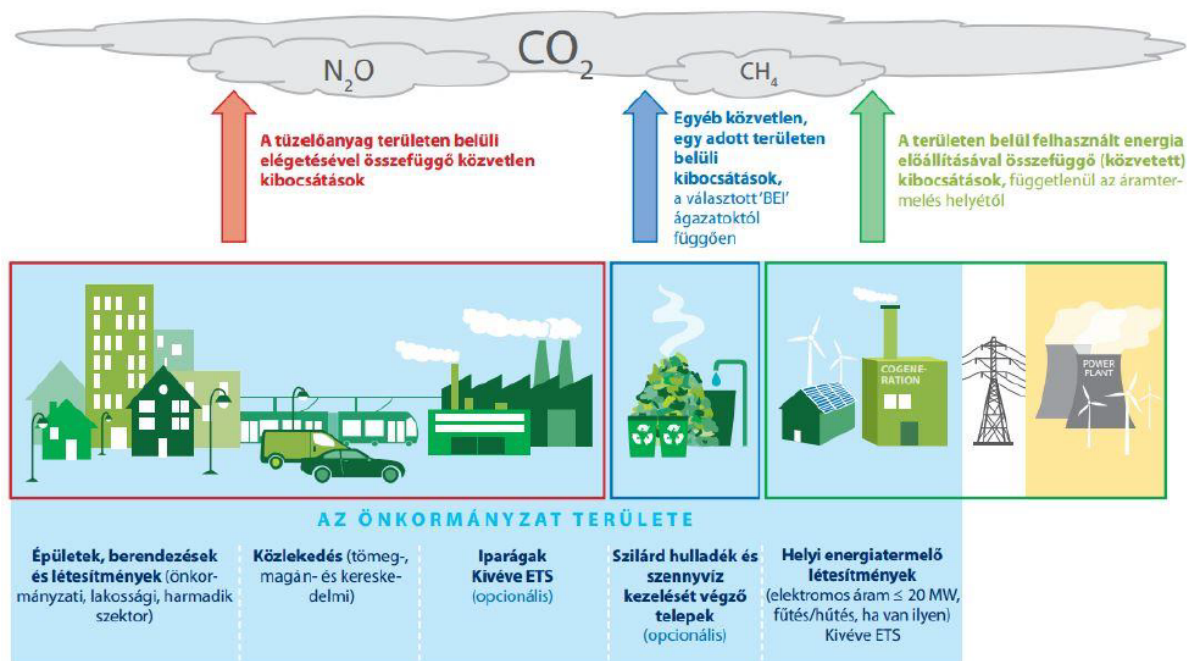 CO2
N2O
CH4
A tüzelőanyag területen belüli
elégetésével összefüggő közvetlen
kibocsátások
Egyéb közvetlen,
egy adott területen
belüli
kibocsátások,
a választott 'BEI'
ágazatoktól
függően
A területen belül felhasznált energia
előállításával összefüggő (közvetett)
kibocsátások, függetlenül az áramter-
melés helyétől
COGENE-
RATION
POWER
PLANT
AZ ÖNKORMÁNYZAT TERÜLETE
Épületek, berendezések
és létesítmények (önkor-
mányzati, lakossági, harmadik
szektor)
Közlekedés (tömeg-,
magán- és kereske-
delmi)
Iparágak
Kivéve ETS
(opcionális)
Szilárd hulladék és
szennyvíz
kezelését végző
telepek
(opcionális)
Helyi energiatermelő
létesítmények
(elektromos áram ≤ 20 MW,
fűtés/hűtés, ha van ilyen)
Kivéve ETS